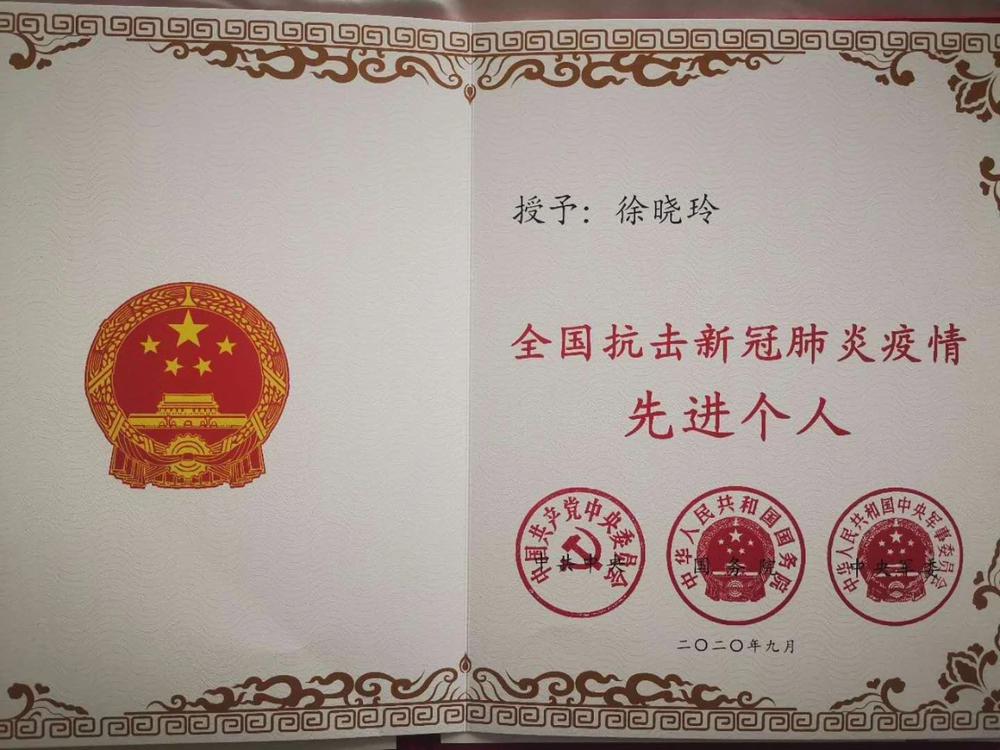 授予：徐晓玲
全国抗击新冠肺炎疫情
先进个人
中国共产党中央委员会
中共中央
中华人民共和国国务院
国务院
中华人民共和国中央军事委员会
中央军委
二〇二〇年九月